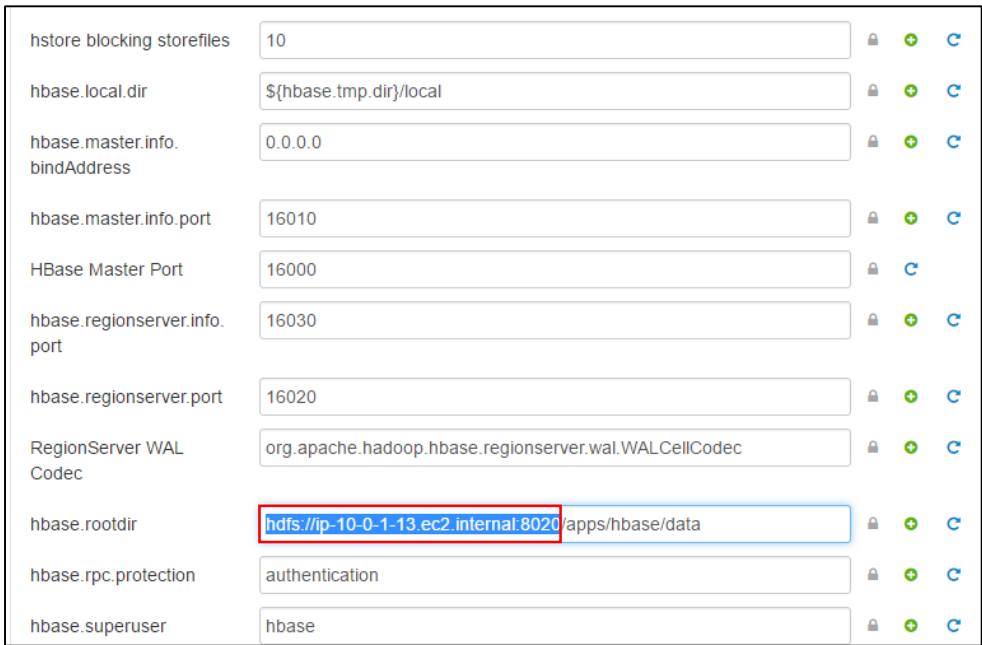 hstore blocking storefiles 10
hbase.local.dir ${hbase.tmp.dir}/local
hbase.master.info. 0.0.0.0
bindAddress
hbase.master.info.port 16010
HBase Master Port 16000
hbase.regionserver.info. 16030
port
hbase.regionserver.port 16020
RegionServer WAL org.apache.hadoop.hbase.regionserver.wal.WALCellCodec
Codec
hbase.rootdir hdfs://ip-10-0-1-13.ec2.internal:8020/apps/hbase/data
hbase.rpc.protection authentication
hbase.superuser hbase